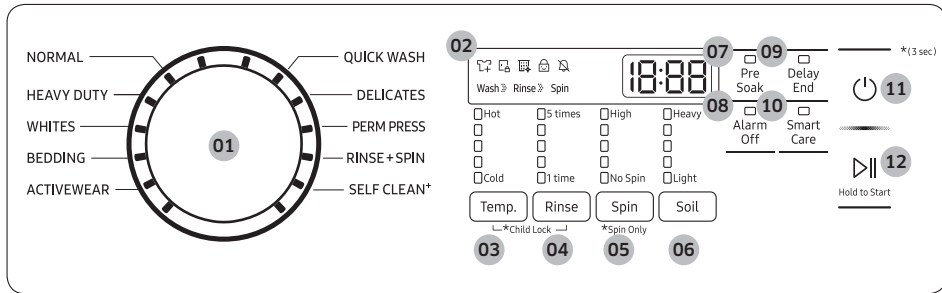 NORMAL
HEAVY DUTY
WHITES
BEDDING
ACTIVEWEAR
01
QUICK WASH
DELICATES
PERM PRESS
RINSE+SPIN
SELF CLEAN+
02
Wash》 Rinse》 Spin
18:88
Hot 5 times High Heavy
Cold 1 time No Spin Light
Temp. Rinse Spin Soil
*Child Lock *Spin Only
03 04 05 06
07 09
Pre Soak
Delay End
08 10
Alarm Off
Smart Care
*(3 sec)
11
12
Hold to Start